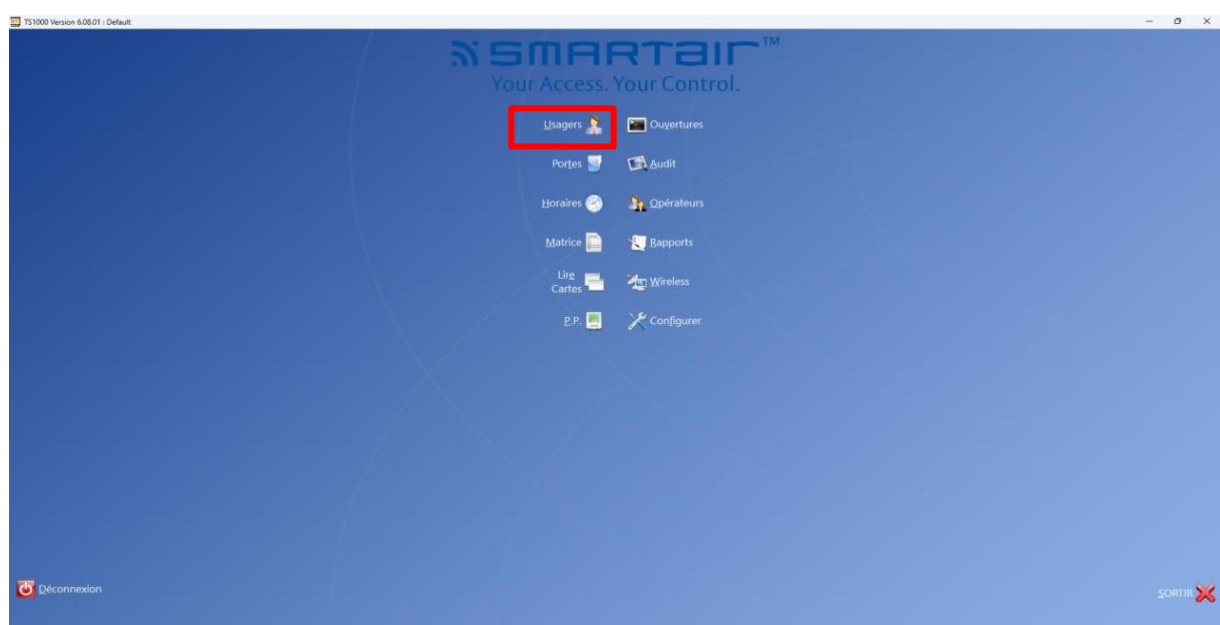 TS1000 Version 6.08.01 : Default
SMARTair™
Your Access. Your Control.
Usagers Ouvertures
Portes Audit
Horaires Opérateurs
Matrice Rapports
Lire
Cartes
Wireless
P.P. Configurer
Déconnexion
SORTIR